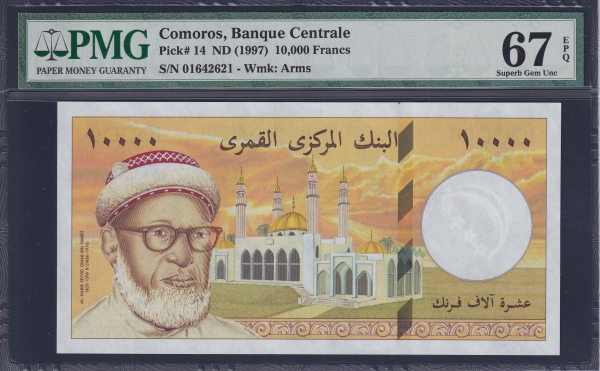 PMG
PAPER MONEY GUARANTY
Comoros, Banque Centrale
Pick# 14 ND (1997) 10,000 Francs
S/N 01642621 - Wmk: Arms
67 EPQ
Superb Gem Unc
١٠٠٠٠ البنك المركزى القمرى ١٠٠٠٠
عشرة آلاف فرنك